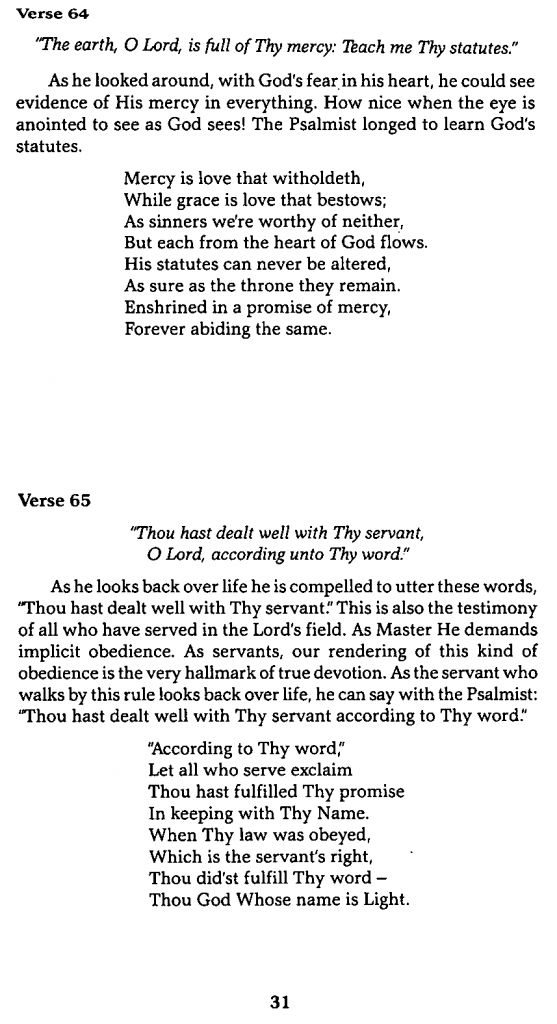 Verse 64
"The earth, O Lord, is full of Thy mercy: Teach me Thy statutes."
As he looked around, with God's fear in his heart, he could see
evidence of His mercy in everything. How nice when the eye is
anointed to see as God sees! The Psalmist longed to learn God's
statutes.
Mercy is love that witholdeth,
While grace is love that bestows;
As sinners we're worthy of neither,
But each from the heart of God flows.
His statutes can never be altered,
As sure as the throne they remain.
Enshrined in a promise of mercy,
Forever abiding the same.
Verse 65
"Thou hast dealt well with Thy servant,
O Lord, according unto Thy word."
As he looks back over life he is compelled to utter these words,
"Thou hast dealt well with Thy servant." This is also the testimony
of all who have served in the Lord's field. As Master He demands
implicit obedience. As servants, our rendering of this kind of
obedience is the very hallmark of true devotion. As the servant who
walks by this rule looks back over life, he can say with the Psalmist:
"Thou hast dealt well with Thy servant according to Thy word."
"According to Thy word,"
Let all who serve exclaim
Thou hast fulfilled Thy promise
In keeping with Thy Name.
When Thy law was obeyed,
Which is the servant's right,
Thou did'st fulfill Thy word –
Thou God Whose name is Light.
31